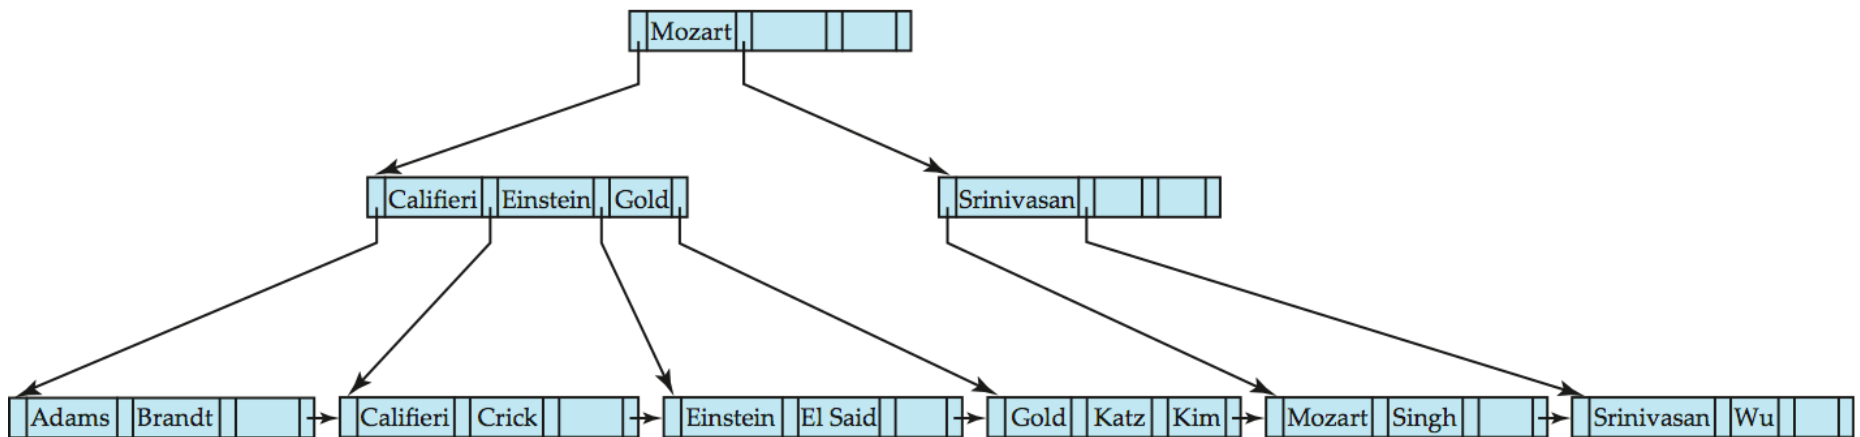 Mozart
Califieri Einstein Gold Srinivasan
Adams Brandt Califieri Crick Einstein El Said Gold Katz Kim Mozart Singh Srinivasan Wu